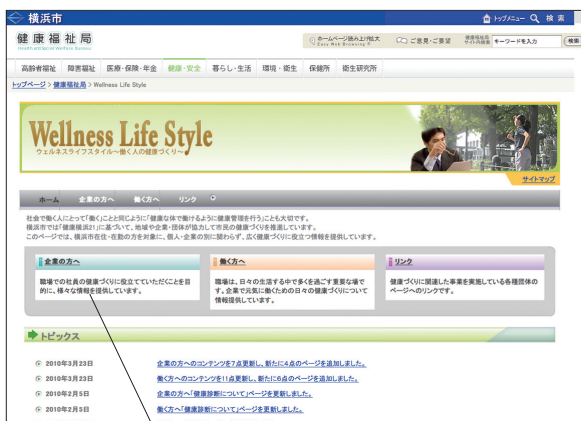 横浜市
トップメニュー 検索
健康福祉局
Health and Social Welfare Bureau
ホームページ読み上げ/拡大
Easy Web Browsing
ご意見・ご要望
健康福祉局
サイト内検索
キーワードを入力
検索
高齢者福祉 障害福祉 医療・保険・年金 健康・安全 暮らし・生活 環境・衛生 保健所 衛生研究所
トップページ > 健康福祉局 > Wellness Life Style
Wellness Life Style
ウェルネスライフスタイル～働く人の健康づくり～
サイトマップ
ホーム 企業の方へ 働く方へ リンク
社会で働く人にとって「働く」ことと同じように「健康な体で働けるように健康管理を行う」ことも大切です。
横浜市では「健康横浜21」に基づいて、地域や企業・団体が協力して市民の健康づくりを推進しています。
このページでは、横浜市在住・在勤の方を対象に、個人・企業の別に関わらず、広く健康づくりに役立つ情報を提供しています。
企業の方へ
職場での社員の健康づくりに役立てていただくことを目
的に、様々な情報を提供しています。
働く方へ
職場は、日々の生活する中で多くを過ごす重要な場で
す。企業で元気に働くための日々の健康づくりについて
情報提供しています。
リンク
健康づくりに関連した事業を実施している各種団体の
ページへのリンクです。
トピックス
2010年3月23日 企業の方へのコンテンツを7点更新し、新たに4点のページを追加しました。
2010年3月23日 働く方へのコンテンツを11点更新し、新たに6点のページを追加しました。
2010年2月5日 企業の方へ「健康診断について」ページを更新しました。
2010年2月5日 働く方へ「健康診断について」ページを更新しました。